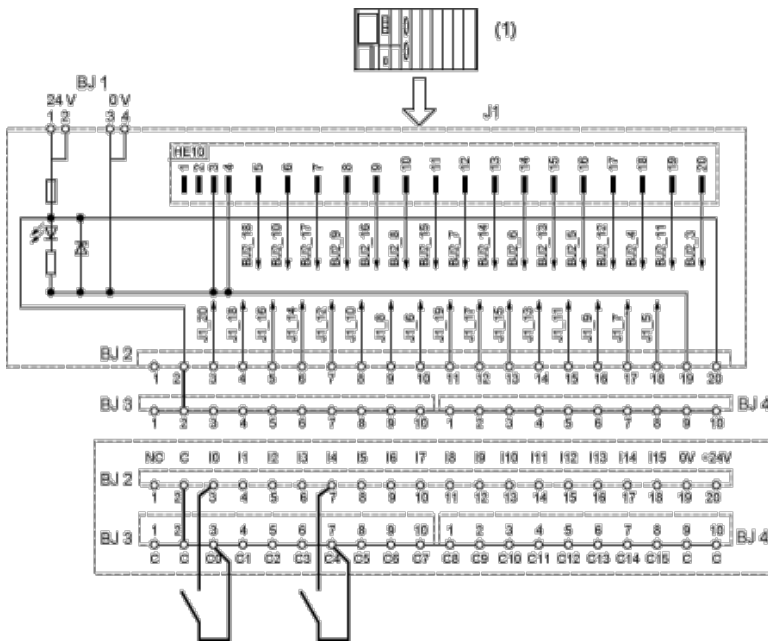 (1)
BJ 1
24 V 0 V
1 2 3 4
J1
HE10
1 2 3 4 5 6 7 8 9 10 11 12 13 14 15 16 17 18 19 20
BJ2_18 BJ2_10 BJ2_17 BJ2_9 BJ2_16 BJ2_8 BJ2_15 BJ2_7 BJ2_14 BJ2_6 BJ2_13 BJ2_5 BJ2_12 BJ2_4 BJ2_11 BJ2_3
J1_20 J1_18 J1_16 J1_14 J1_12 J1_10 J1_8 J1_6 J1_19 J1_17 J1_15 J1_13 J1_11 J1_9 J1_7 J1_5
BJ 2
1 2 3 4 5 6 7 8 9 10 11 12 13 14 15 16 17 18 19 20
BJ 3 BJ 4
1 2 3 4 5 6 7 8 9 10 1 2 3 4 5 6 7 8 9 10
NC C I0 I1 I2 I3 I4 I5 I6 I7 I8 I9 I10 I11 I12 I13 I14 I15 0V +24V
BJ 2
1 2 3 4 5 6 7 8 9 10 11 12 13 14 15 16 17 18 19 20
1 2 3 4 5 6 7 8 9 10 1 2 3 4 5 6 7 8 9 10
BJ 3 BJ 4
C C C0 C1 C2 C3 C4 C5 C6 C7 C8 C9 C10 C11 C12 C13 C14 C15 C C